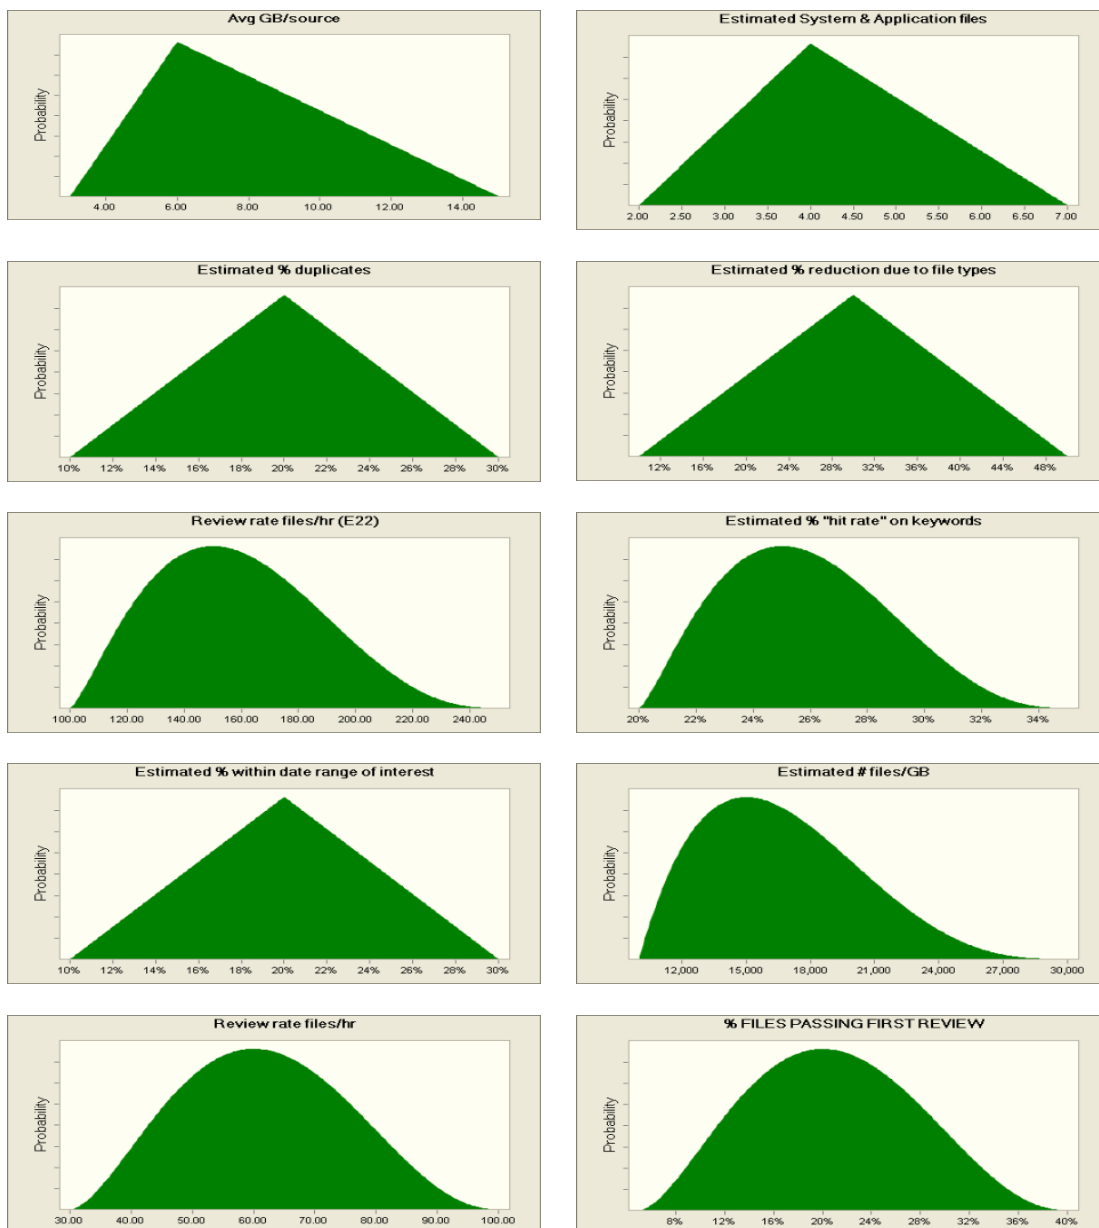 Avg GB/source
Probability
4.00 6.00 8.00 10.00 12.00 14.00
Estimated System & Application files
Probability
2.00 2.50 3.00 3.50 4.00 4.50 5.00 5.50 6.00 6.50 7.00
Estimated % duplicates
Probability
10% 12% 14% 16% 18% 20% 22% 24% 26% 28% 30%
Estimated % reduction due to file types
Probability
12% 16% 20% 24% 28% 32% 36% 40% 44% 48%
Review rate files/hr (E22)
Probability
100.00 120.00 140.00 160.00 180.00 200.00 220.00 240.00
Estimated % "hit rate" on keywords
Probability
20% 22% 24% 26% 28% 30% 32% 34%
Estimated % within date range of interest
Probability
10% 12% 14% 16% 18% 20% 22% 24% 26% 28% 30%
Estimated # files/GB
Probability
12,000 15,000 18,000 21,000 24,000 27,000 30,000
Review rate files/hr
Probability
30.00 40.00 50.00 60.00 70.00 80.00 90.00 100.00
% FILES PASSING FIRST REVIEW
Probability
8% 12% 16% 20% 24% 28% 32% 36% 40%